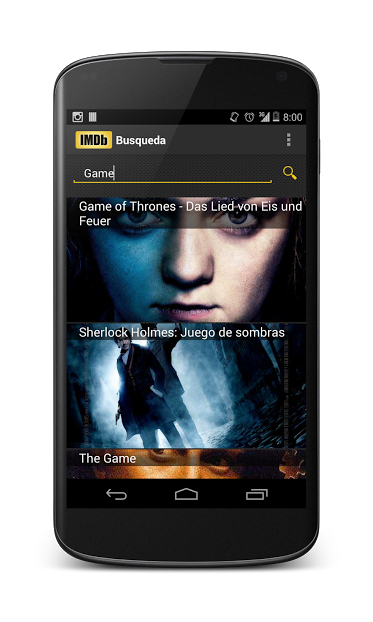 8:00
IMDb Busqueda
Game
Game of Thrones - Das Lied von Eis und
Feuer
Sherlock Holmes: Juego de sombras
The Game